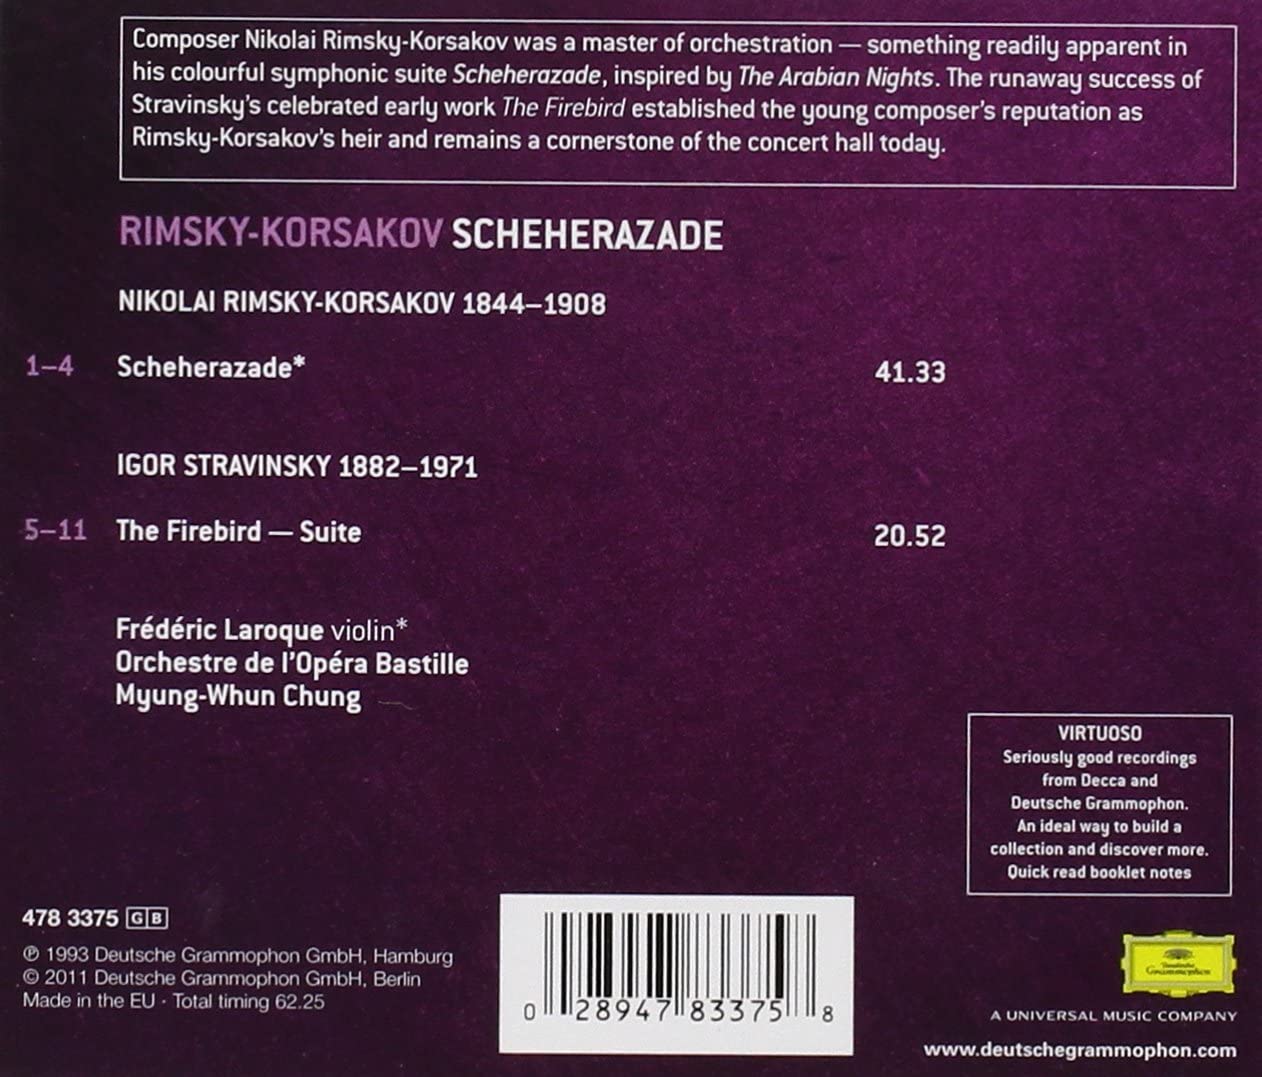 Composer Nikolai Rimsky-Korsakov was a master of orchestration — something readily apparent in
his colourful symphonic suite Scheherazade, inspired by The Arabian Nights. The runaway success of
Stravinsky's celebrated early work The Firebird established the young composer's reputation as
Rimsky-Korsakov's heir and remains a cornerstone of the concert hall today.
RIMSKY-KORSAKOV SCHEHERAZADE
NIKOLAI RIMSKY-KORSAKOV 1844–1908
1–4 Scheherazade* 41.33
IGOR STRAVINSKY 1882–1971
5–11 The Firebird — Suite 20.52
Frédéric Laroque violin*
Orchestre de l'Opéra Bastille
Myung-Whun Chung
VIRTUOSO
Seriously good recordings
from Decca and
Deutsche Grammophon.
An ideal way to build a
collection and discover more.
Quick read booklet notes
478 3375 GB
℗ 1993 Deutsche Grammophon GmbH, Hamburg
© 2011 Deutsche Grammophon GmbH, Berlin
Made in the EU · Total timing 62.25
0 28947 83375 8
Deutsche
Grammophon
A UNIVERSAL MUSIC COMPANY
www.deutschegrammophon.com